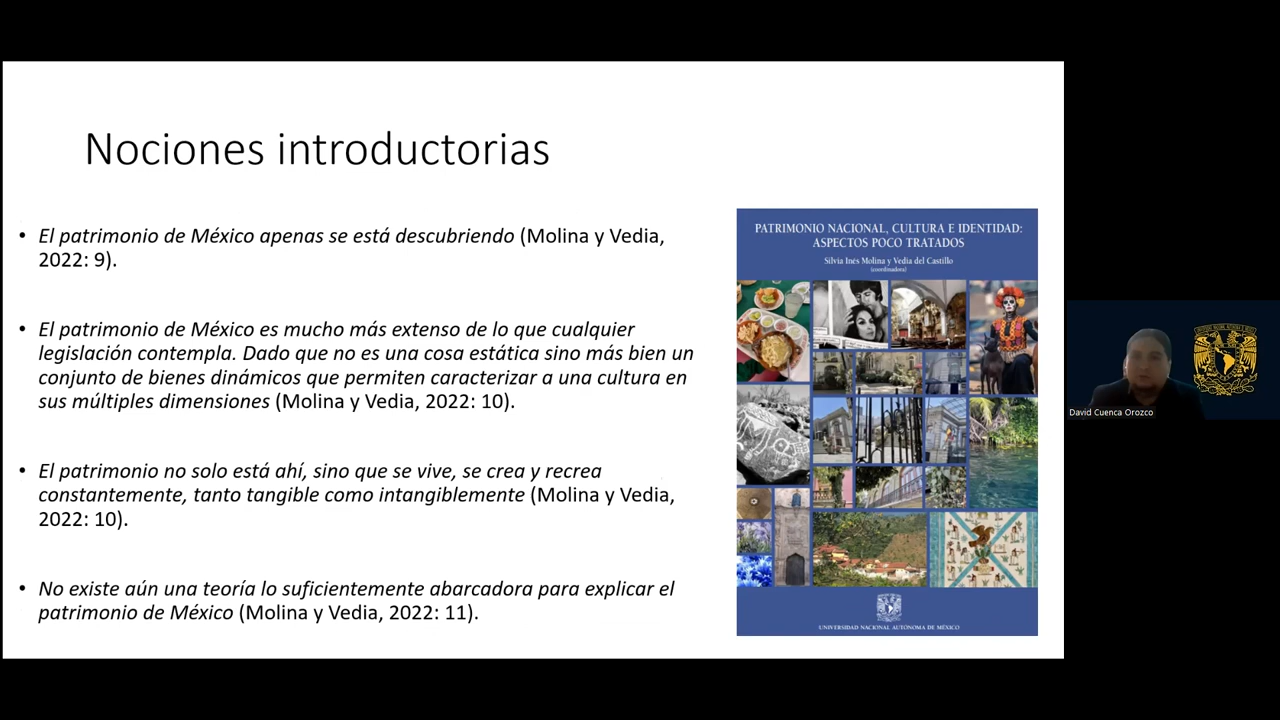 Nociones introductorias
• El patrimonio de México apenas se está descubriendo (Molina y Vedia,
2022: 9).
• El patrimonio de México es mucho más extenso de lo que cualquier
legislación contempla. Dado que no es una cosa estática sino más bien un
conjunto de bienes dinámicos que permiten caracterizar a una cultura en
sus múltiples dimensiones (Molina y Vedia, 2022: 10).
• El patrimonio no solo está ahí, sino que se vive, se crea y recrea
constantemente, tanto tangible como intangiblemente (Molina y Vedia,
2022: 10).
• No existe aún una teoría lo suficientemente abarcadora para explicar el
patrimonio de México (Molina y Vedia, 2022: 11).
PATRIMONIO NACIONAL, CULTURA E IDENTIDAD:
ASPECTOS POCO TRATADOS
Silvia Inés Molina y Vedia del Castillo
(coordinadora)
UNIVERSIDAD NACIONAL AUTÓNOMA DE MÉXICO
David Cuenca Orozco